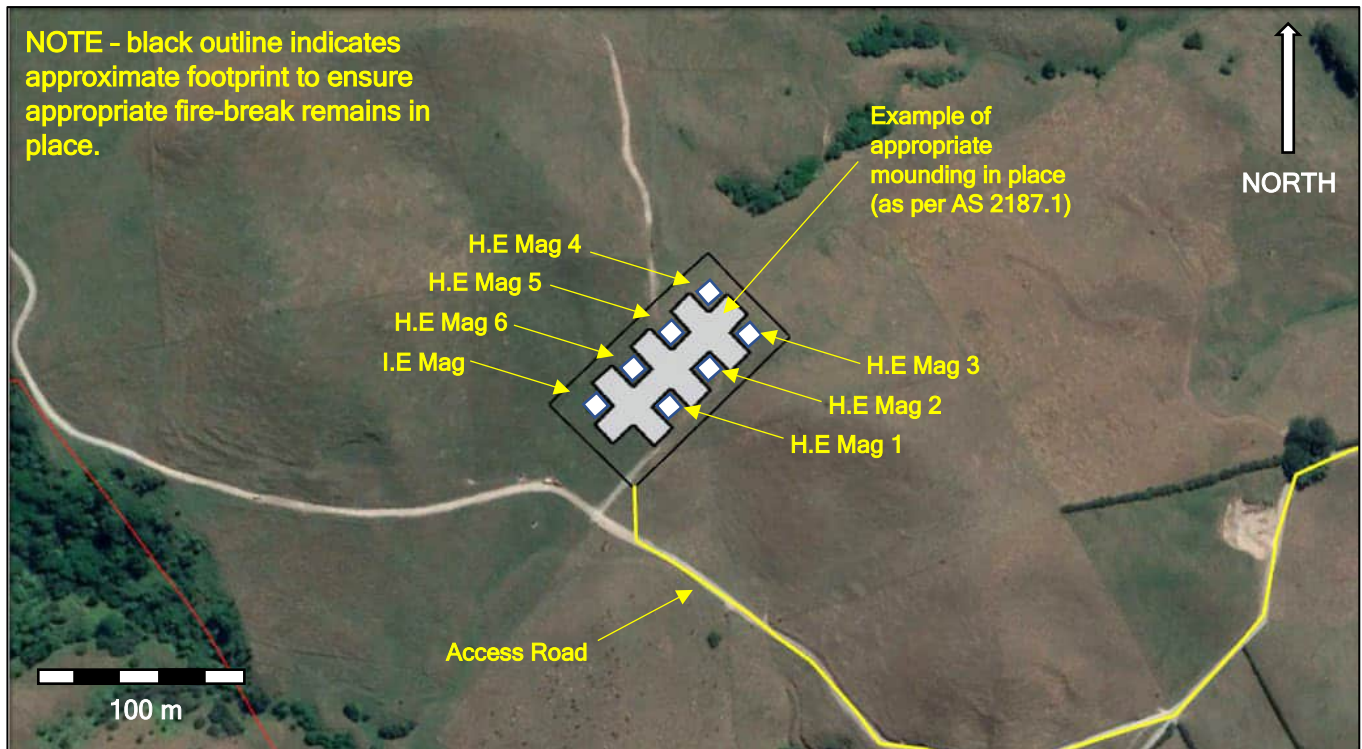 NOTE - black outline indicates
approximate footprint to ensure
appropriate fire-break remains in
place.
Example of
appropriate
mounding in place
(as per AS 2187.1)
NORTH
H.E Mag 4
H.E Mag 5
H.E Mag 6
I.E Mag
H.E Mag 3
H.E Mag 2
H.E Mag 1
Access Road
100 m